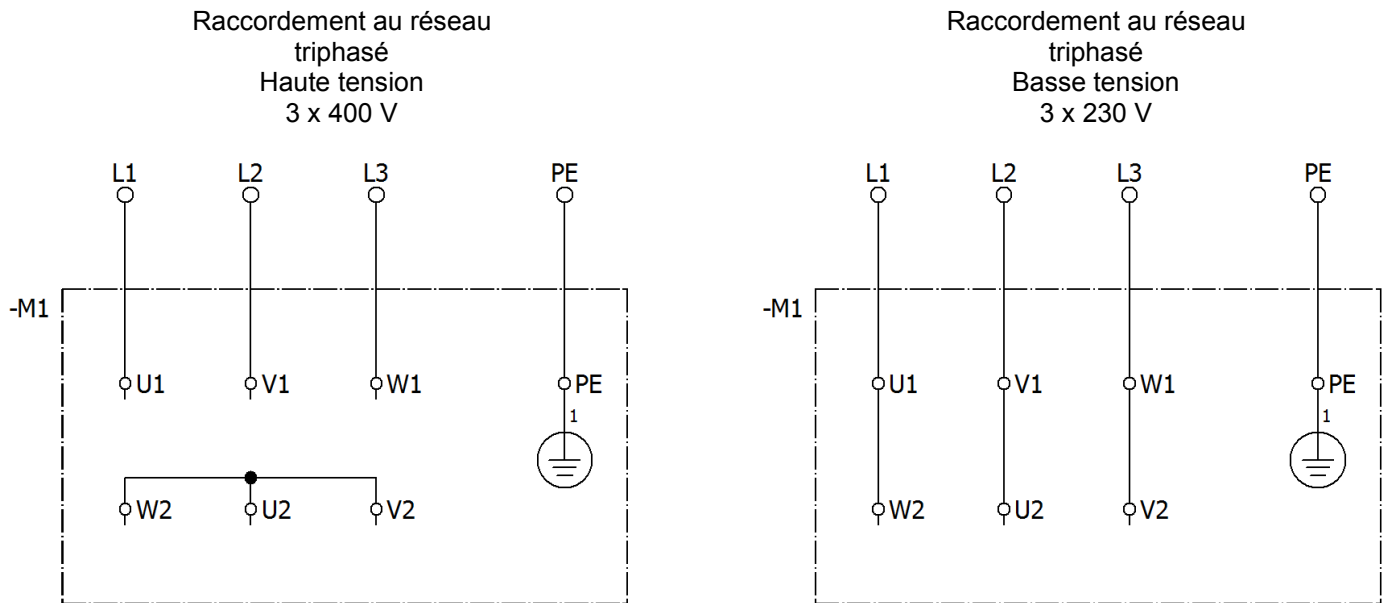 Raccordement au réseau
triphasé
Haute tension
3 x 400 V
L1 L2 L3 PE
-M1
U1 V1 W1 PE
1
W2 U2 V2
Raccordement au réseau
triphasé
Basse tension
3 x 230 V
L1 L2 L3 PE
-M1
U1 V1 W1 PE
1
W2 U2 V2